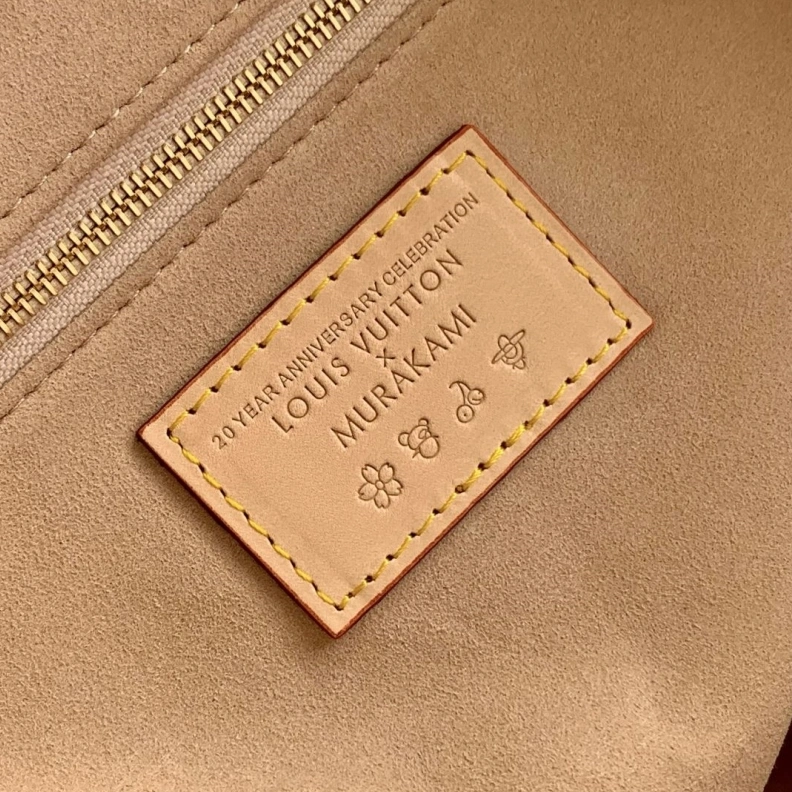 20 YEAR ANNIVERSARY CELEBRATION
LOUIS VUITTON
×
MURAKAMI